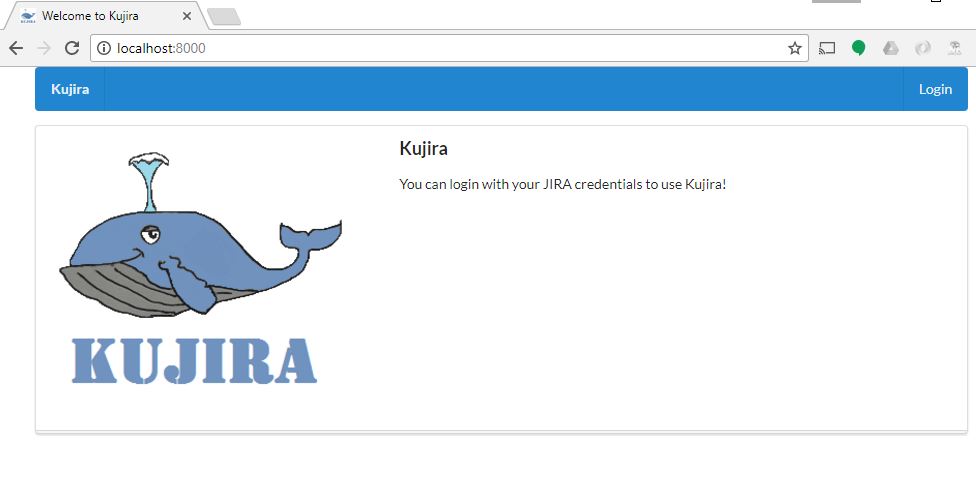 Welcome to Kujira
localhost:8000
Kujira
Login
Kujira
You can login with your JIRA credentials to use Kujira!
KUJIRA